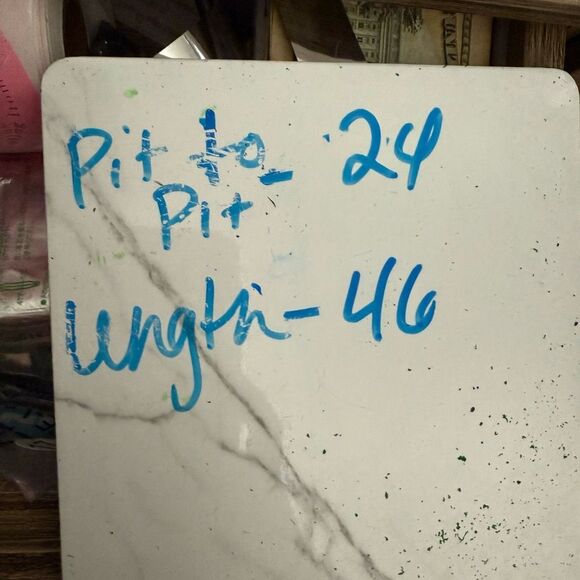 Pit to - 24
Pit
Length - 46